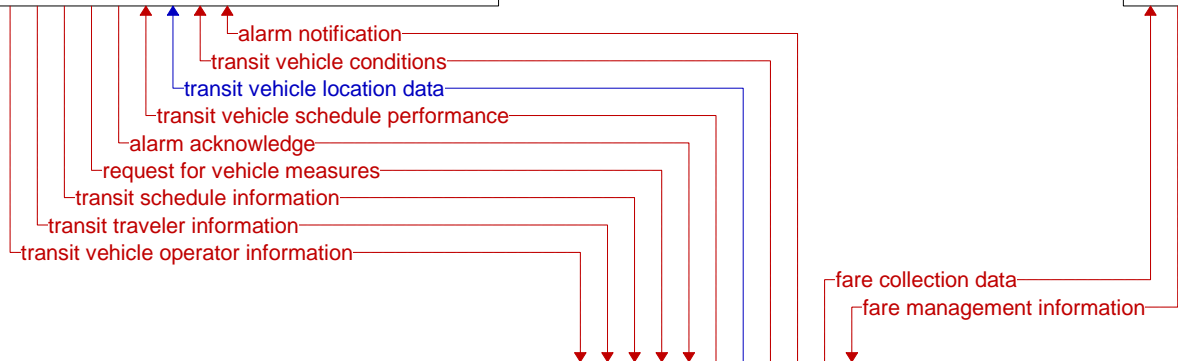 alarm notification
transit vehicle conditions
transit vehicle location data
transit vehicle schedule performance
alarm acknowledge
request for vehicle measures
transit schedule information
transit traveler information
transit vehicle operator information
fare collection data
fare management information